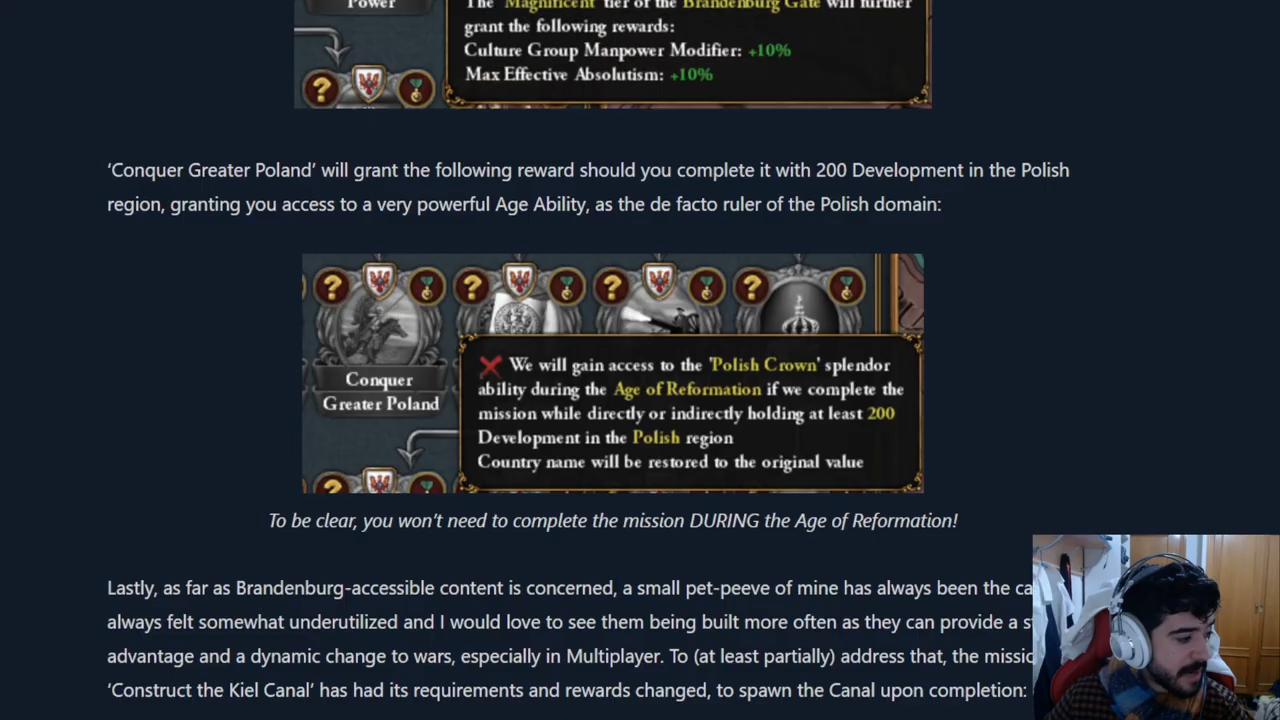 Power
The 'Magnificent' tier of the Brandenburg Gate will further
grant the following rewards:
Culture Group Manpower Modifier: +10%
Max Effective Absolutism: +10%
‘Conquer Greater Poland’ will grant the following reward should you complete it with 200 Development in the Polish
region, granting you access to a very powerful Age Ability, as the de facto ruler of the Polish domain:
Conquer
Greater Poland
We will gain access to the 'Polish Crown' splendor
ability during the Age of Reformation if we complete the
mission while directly or indirectly holding at least 200
Development in the Polish region
Country name will be restored to the original value
To be clear, you won’t need to complete the mission DURING the Age of Reformation!
Lastly, as far as Brandenburg-accessible content is concerned, a small pet-peeve of mine has always been the
always felt somewhat underutilized and I would love to see them being built more often as they can provide a
advantage and a dynamic change to wars, especially in Multiplayer. To (at least partially) address that, the
‘Construct the Kiel Canal’ has had its requirements and rewards changed, to spawn the Canal upon completion: